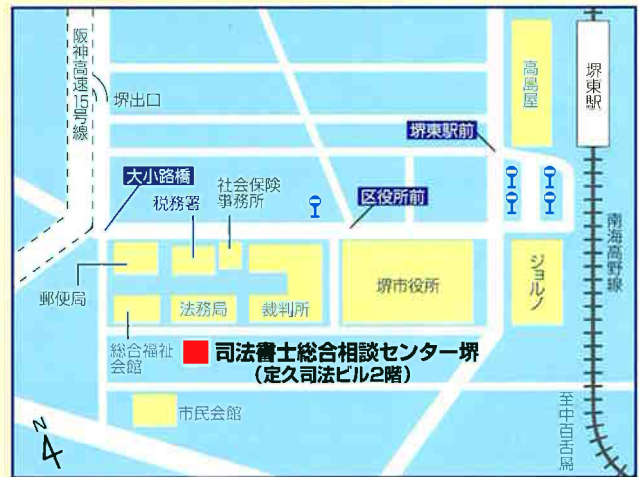 阪神高速15号線
堺出口
高島屋
堺東駅
堺東駅前
大小路橋
税務署
社会保険
事務所
区役所前
南海高野線
郵便局
法務局
裁判所
堺市役所
ジョルノ
総合福祉
会館
司法書士総合相談センター堺
(定久司法ビル2階)
市民会館
至中百舌鳥
N